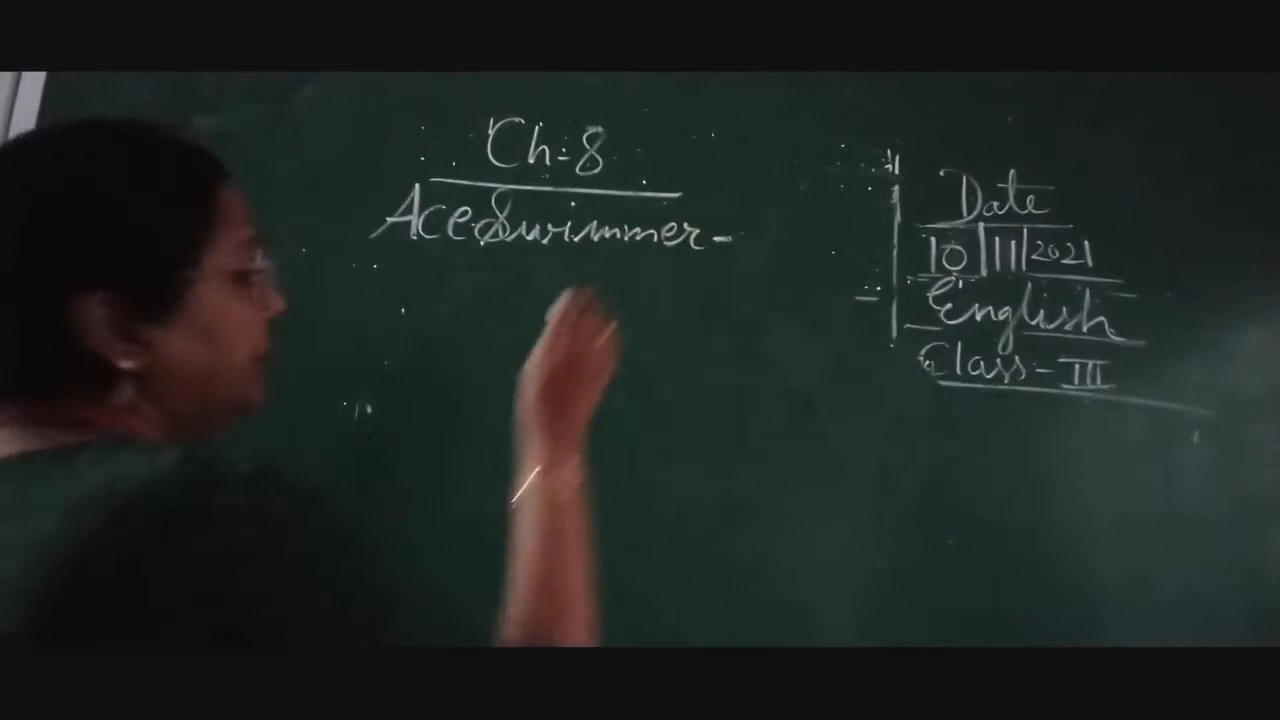 Ch-8
Ace Swimmer-
Date
10|11|2021
English
Class-III